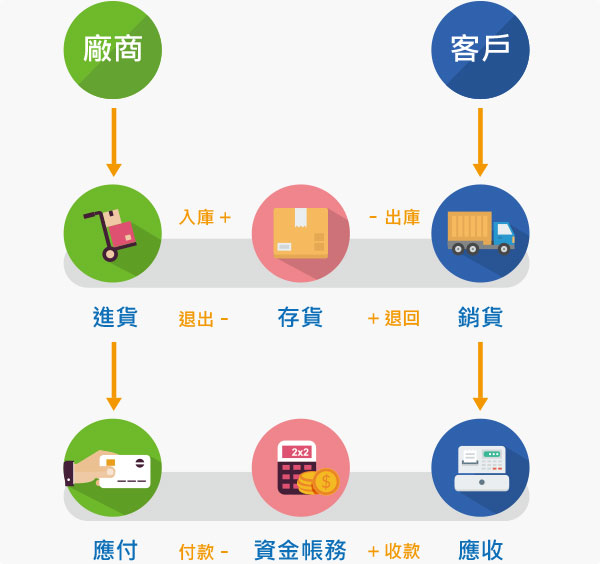 廠商
客戶
入庫 +
- 出庫
進貨
退出 -
存貨
+ 退回
銷貨
2x2
$
應付
付款 -
資金帳務
+ 收款
應收